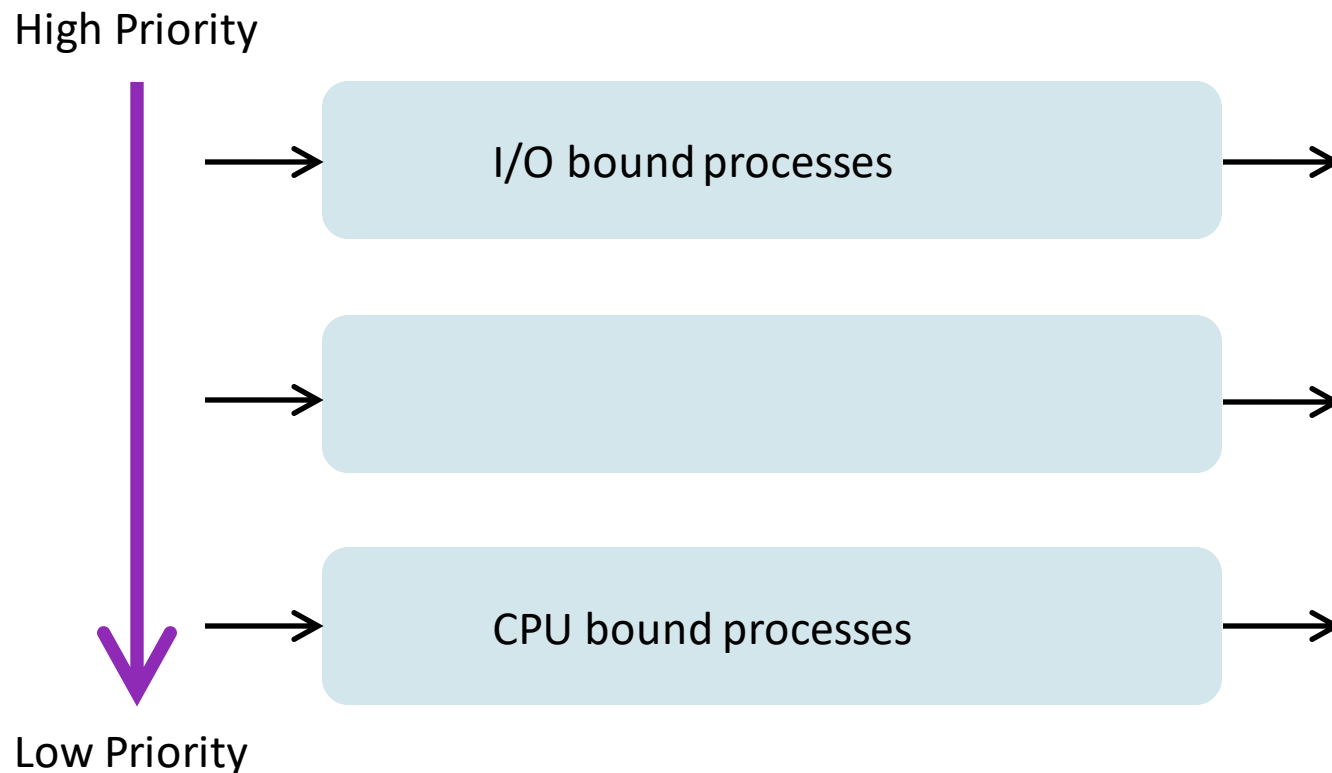 High Priority
I/O bound processes
CPU bound processes
Low Priority